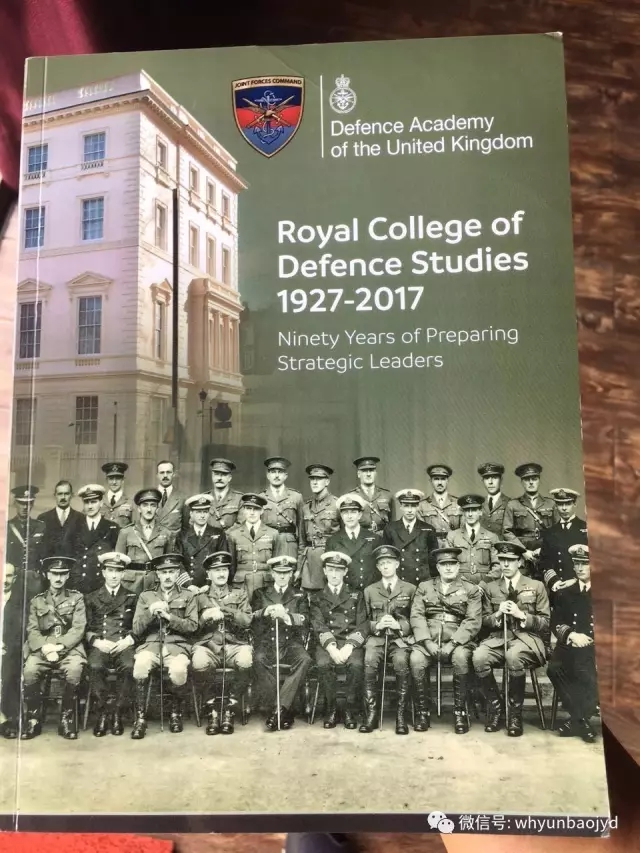 JOINT FORCES COMMAND
Defence Academy
of the United Kingdom
Royal College of
Defence Studies
1927-2017
Ninety Years of Preparing
Strategic Leaders
微信号: whyunbaojyd